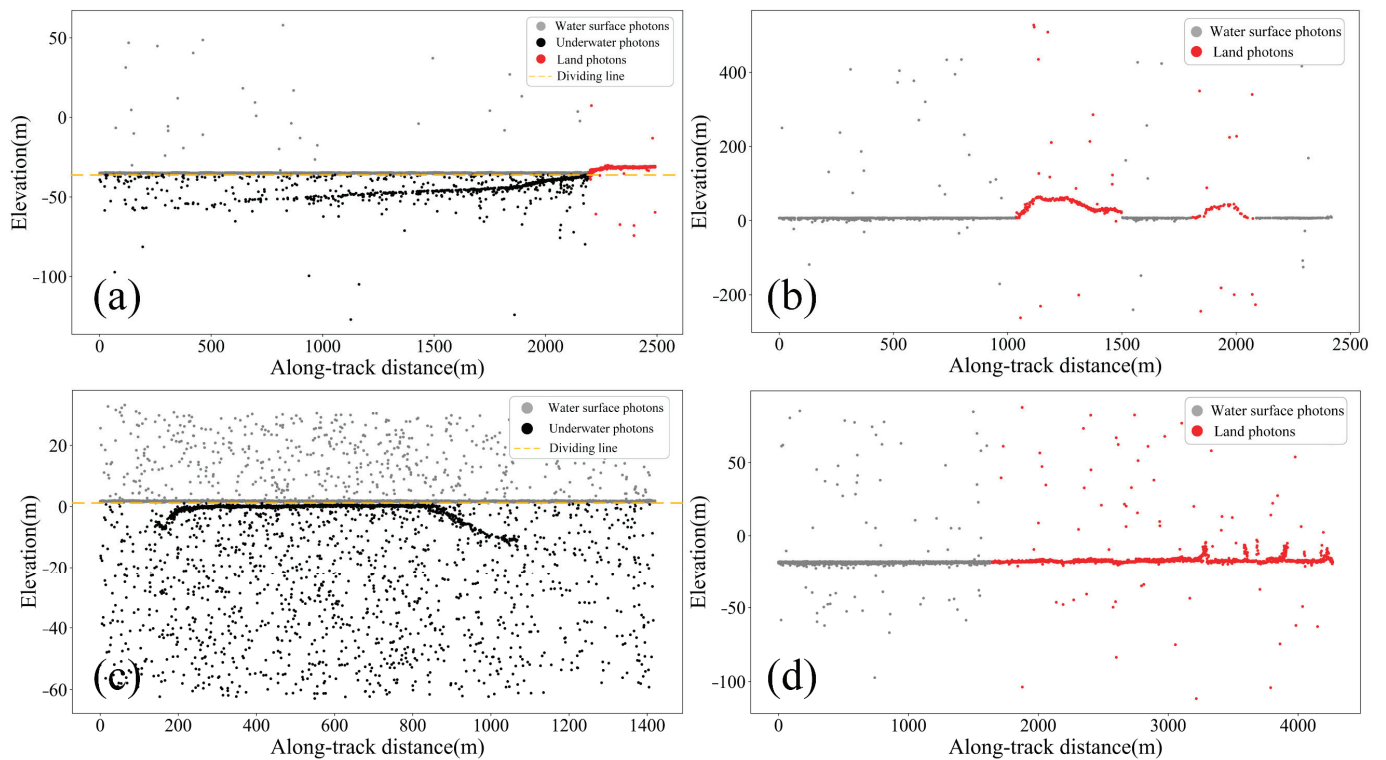 Water surface photons
Underwater photons
Land photons
Dividing line
50
0
−50
−100
Elevation(m)
(a)
0
500
1000
1500
2000
2500
Along-track distance(m)
Water surface photons
Land photons
400
200
0
−200
Elevation(m)
(b)
0
500
1000
1500
2000
2500
Along-track distance(m)
Water surface photons
Underwater photons
Dividing line
20
0
−20
−40
−60
Elevation(m)
(c)
0
200
400
600
800
1000
1200
1400
Along-track distance(m)
Water surface photons
Land photons
50
0
−50
−100
Elevation(m)
(d)
0
1000
2000
3000
4000
Along-track distance(m)